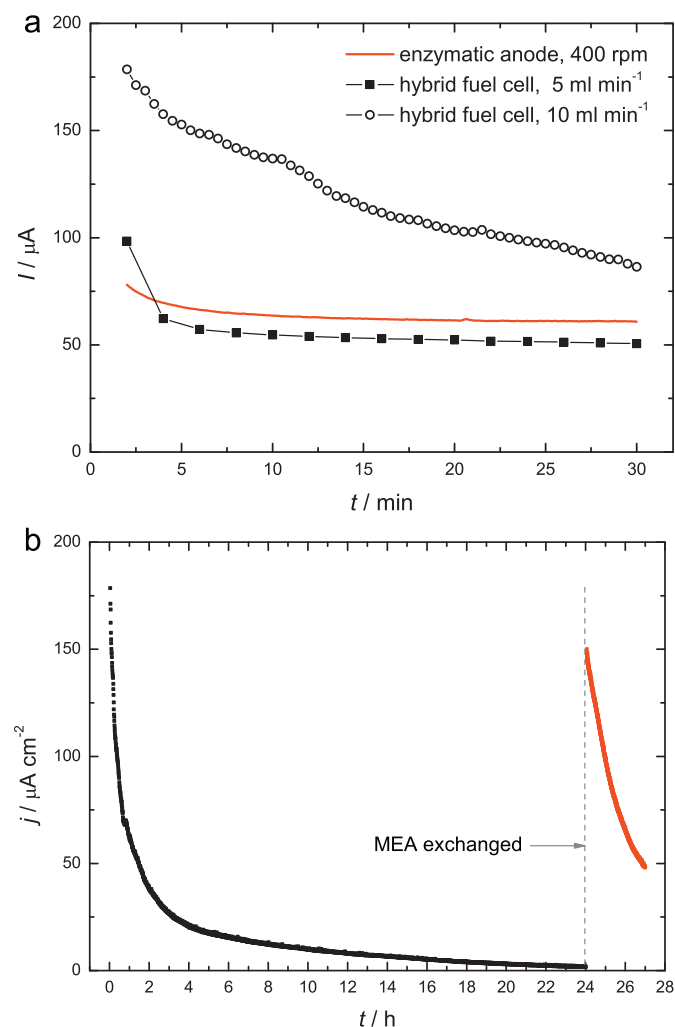 a
200
150
100
50
0
I / μA
enzymatic anode, 400 rpm
hybrid fuel cell, 5 ml min⁻¹
hybrid fuel cell, 10 ml min⁻¹
0 5 10 15 20 25 30
t / min
b
200
150
100
50
0
j / μA cm⁻²
MEA exchanged
0 2 4 6 8 10 12 14 16 18 20 22 24 26 28
t / h